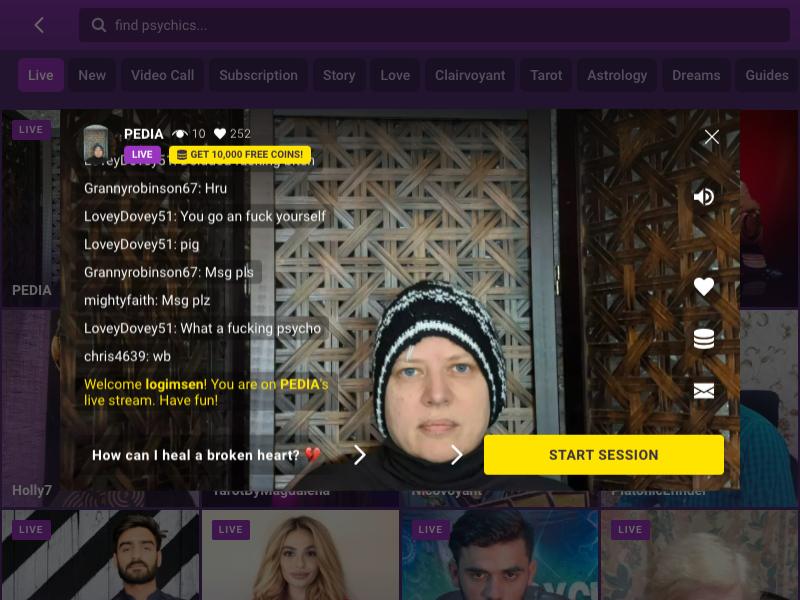 find psychics...
Live
New
Video Call
Subscription
Story
Love
Clairvoyant
Tarot
Astrology
Dreams
Guides
LIVE
PEDIA 10 252
LIVE GET 10,000 FREE COINS!
Grannyrobinson67: Hru
LoveyDovey51: You go an fuck yourself
LoveyDovey51: pig
Grannyrobinson67: Msg pls
mightyfaith: Msg plz
LoveyDovey51: What a fucking psycho
chris4639: wb
Welcome logimsen! You are on PEDIA's
live stream. Have fun!
How can I heal a broken heart? 💔
START SESSION
PEDIA
Holly7
TarotByMagdalena
Nicovoyant
PlatonicEnnder
LIVE
LIVE
LIVE
LIVE